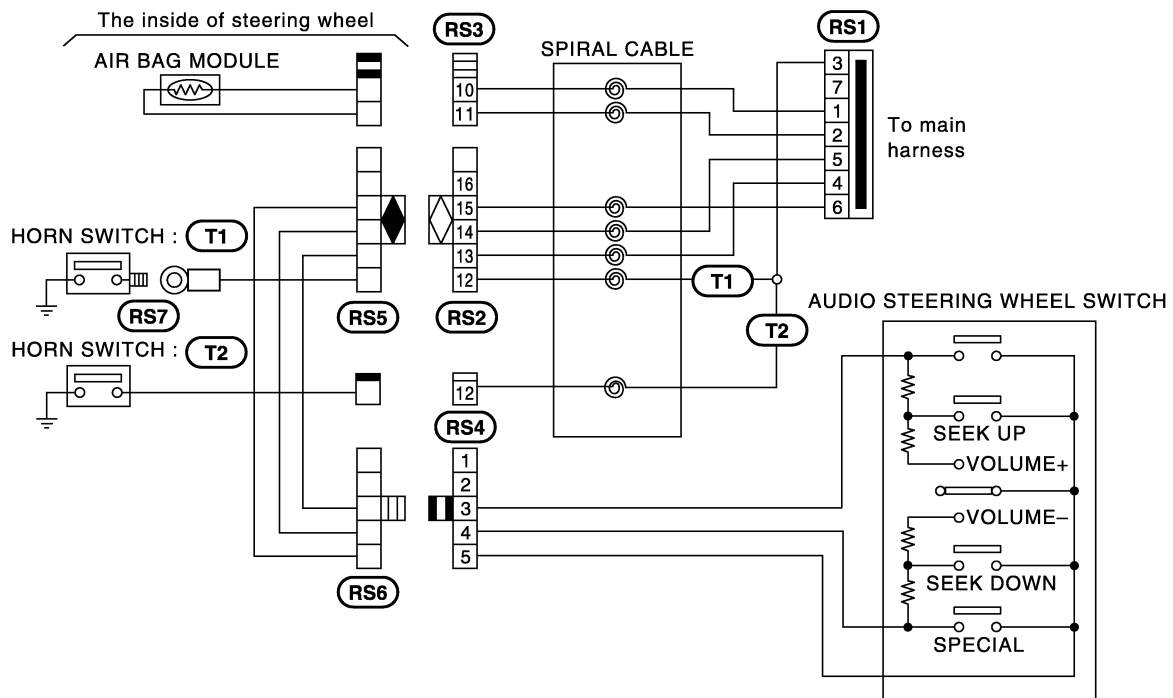 The inside of steering wheel
AIR BAG MODULE
RS3
SPIRAL CABLE
RS1
10
11
3
7
1
2
5
4
6
To main
harness
16
15
14
13
12
HORN SWITCH : T1
RS7
RS5
RS2
T1
T2
HORN SWITCH : T2
12
RS4
AUDIO STEERING WHEEL SWITCH
SEEK UP
VOLUME+
VOLUME−
SEEK DOWN
SPECIAL
1
2
3
4
5
RS6